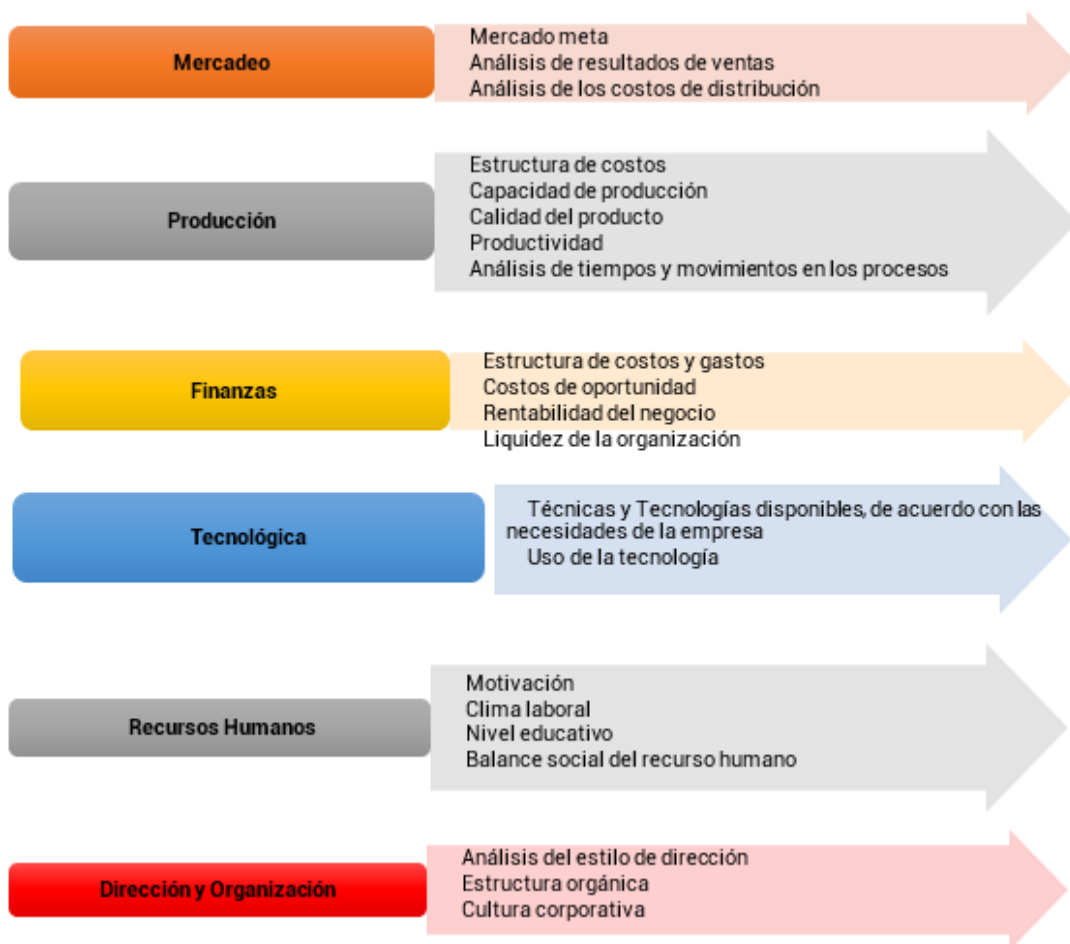 Mercadeo
Mercado meta
Análisis de resultados de ventas
Análisis de los costos de distribución
Producción
Estructura de costos
Capacidad de producción
Calidad del producto
Productividad
Análisis de tiempos y movimientos en los procesos
Finanzas
Estructura de costos y gastos
Costos de oportunidad
Rentabilidad del negocio
Liquidez de la organización
Tecnológica
Técnicas y Tecnologías disponibles, de acuerdo con las
necesidades de la empresa
Uso de la tecnología
Recursos Humanos
Motivación
Clima laboral
Nivel educativo
Balance social del recurso humano
Dirección y Organización
Análisis del estilo de dirección
Estructura orgánica
Cultura corporativa